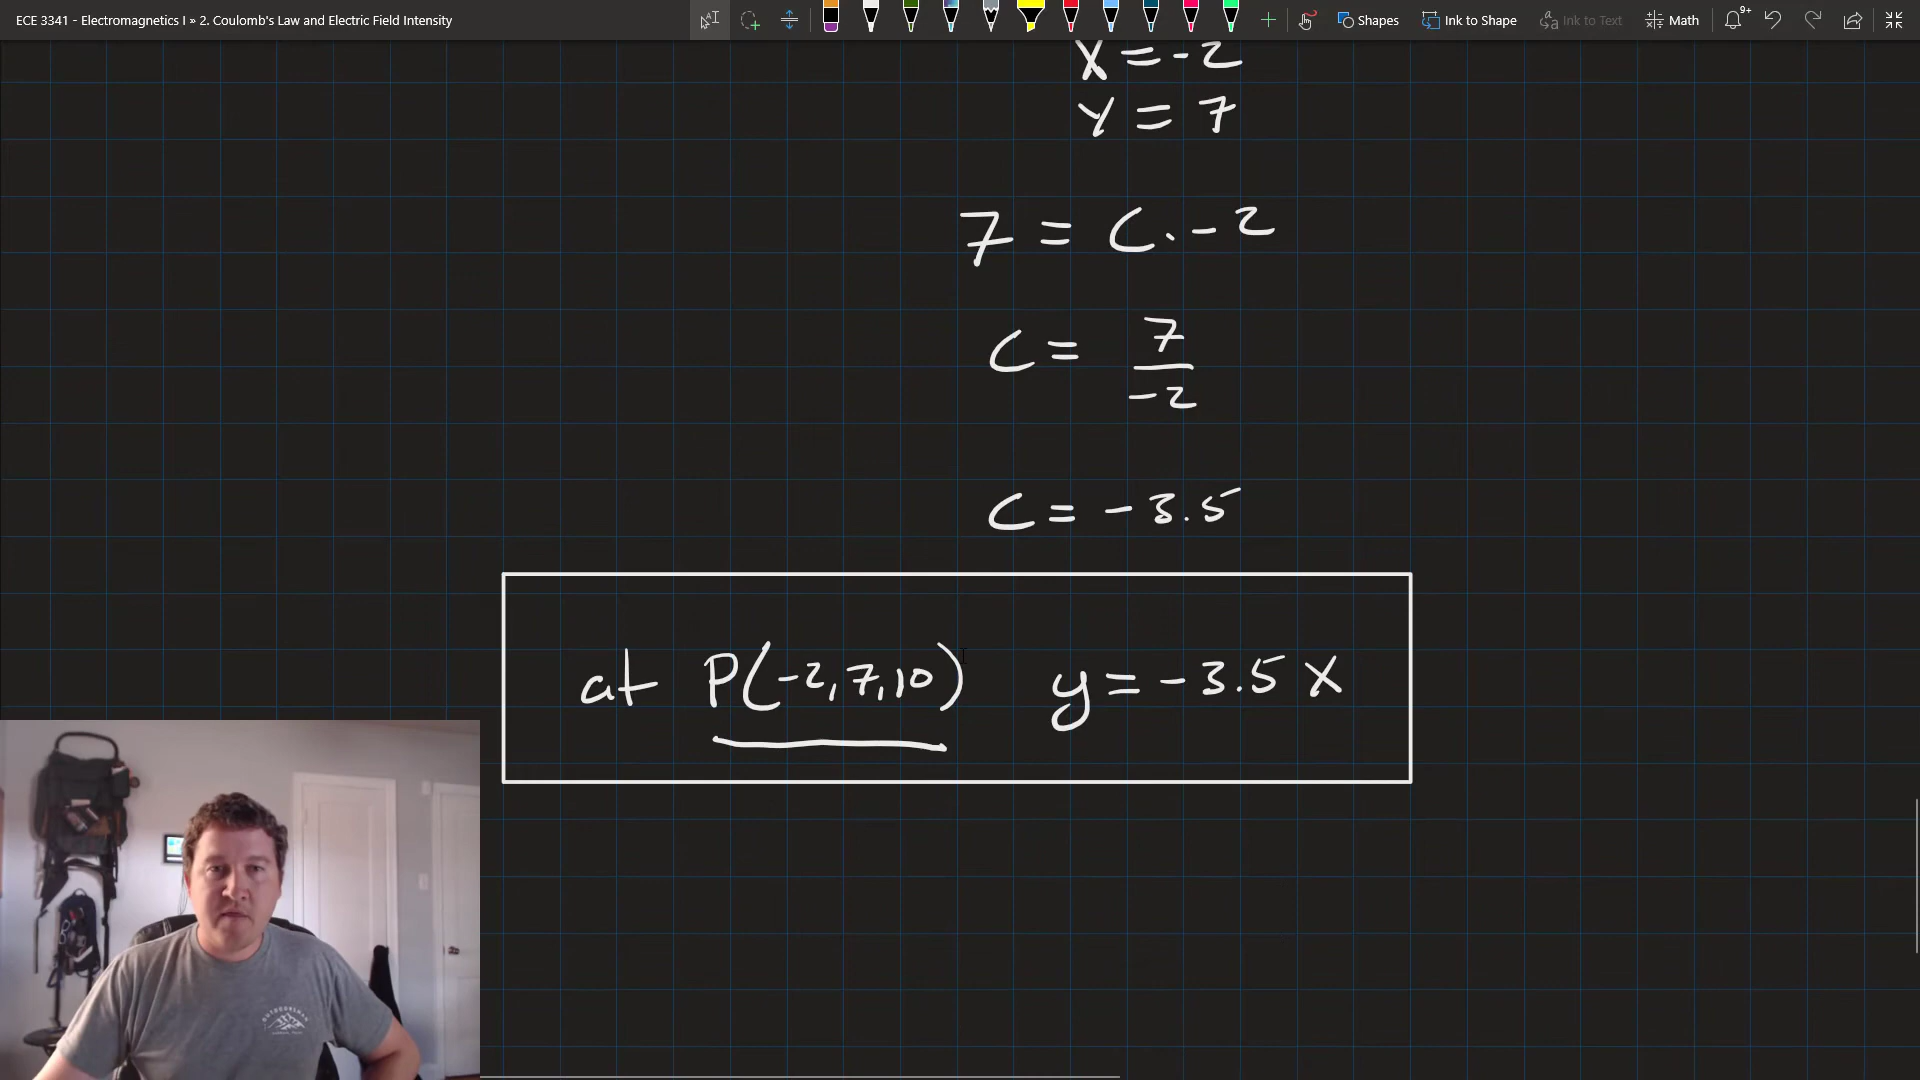 ECE 3341 - Electromagnetics I » 2. Coulomb's Law and Electric Field Intensity
Shapes
Ink to Shape
Ink to Text
Math
9+
X = -2
Y = 7
7 = C · -2
C = 7
-2
C = -3.5
at P(-2,7,10) y = -3.5 X